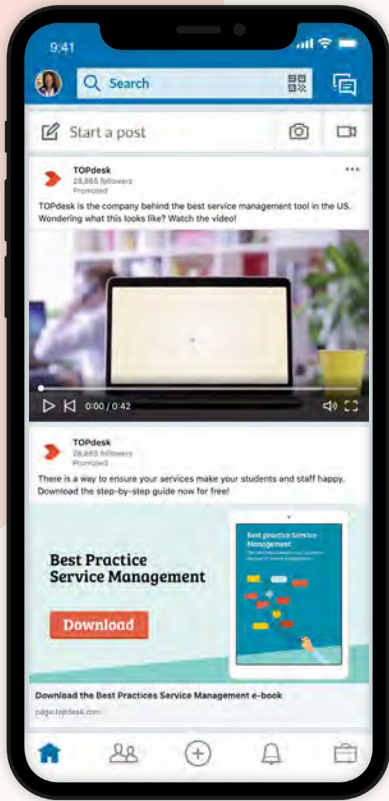 9:41
Search
Start a post
TOPdesk
28,865 followers
Promoted
TOPdesk is the company behind the best service management tool in the US.
Wondering what this looks like? Watch the video!
0:00 / 0:42
TOPdesk
28,865 followers
Promoted
There is a way to ensure your services make your students and staff happy.
Download the step-by-step guide now for free!
Best Practice
Service Management
Download
Best practice Service
Management
Download the Best Practices Service Management e-book
page.topdesk.com